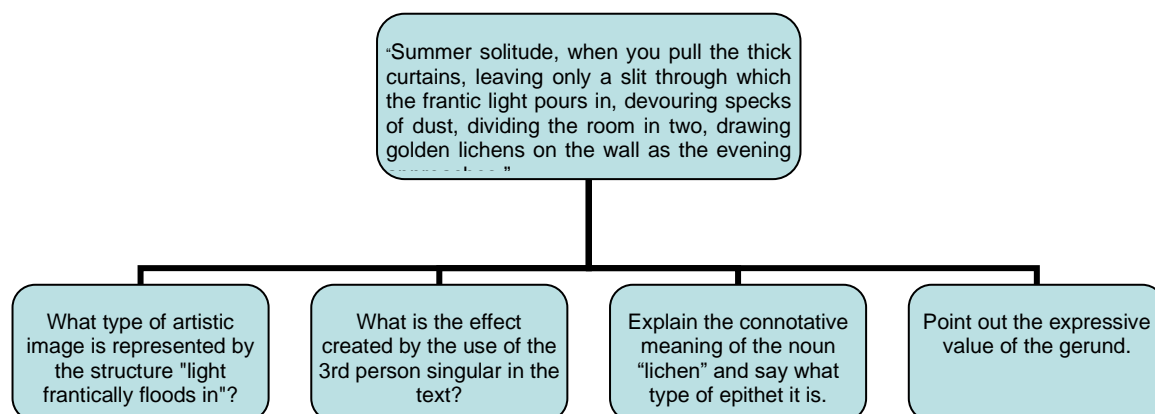 “Summer solitude, when you pull the thick
curtains, leaving only a slit through which
the frantic light pours in, devouring specks
of dust, dividing the room in two, drawing
golden lichens on the wall as the evening
What type of artistic
image is represented by
the structure "light
frantically floods in"?
What is the effect
created by the use of the
3rd person singular in the
text?
Explain the connotative
meaning of the noun
“lichen” and say what
type of epithet it is.
Point out the expressive
value of the gerund.